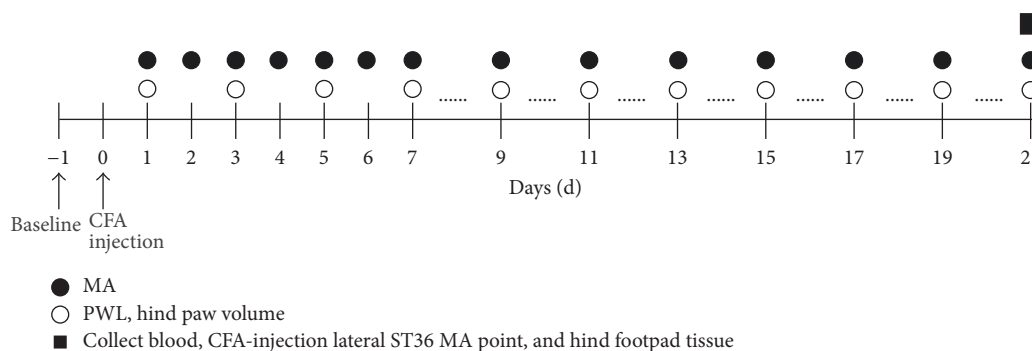 ...... ...... ...... ...... ...... ...... ......
−1 0 1 2 3 4 5 6 7 9 11 13 15 17 19 2
Days (d)
Baseline CFA
injection
MA
PWL, hind paw volume
Collect blood, CFA-injection lateral ST36 MA point, and hind footpad tissue